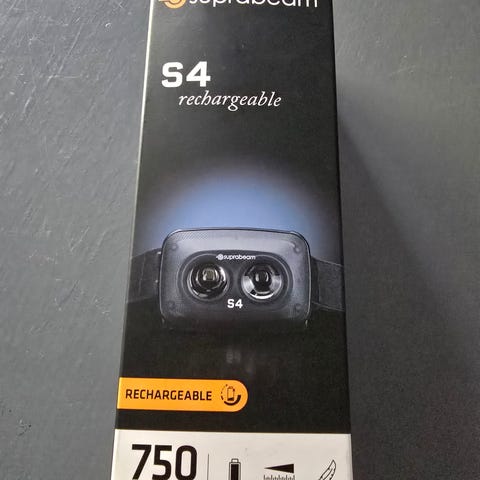 suprabeam
S4
rechargeable
suprabeam
S4
RECHARGEABLE
750